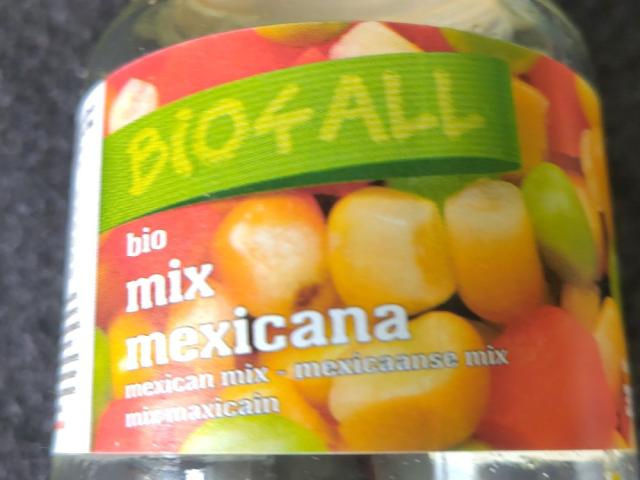 BiO4ALL
bio
mix
mexicana
mexican mix - mexicaanse mix
mix maxicain